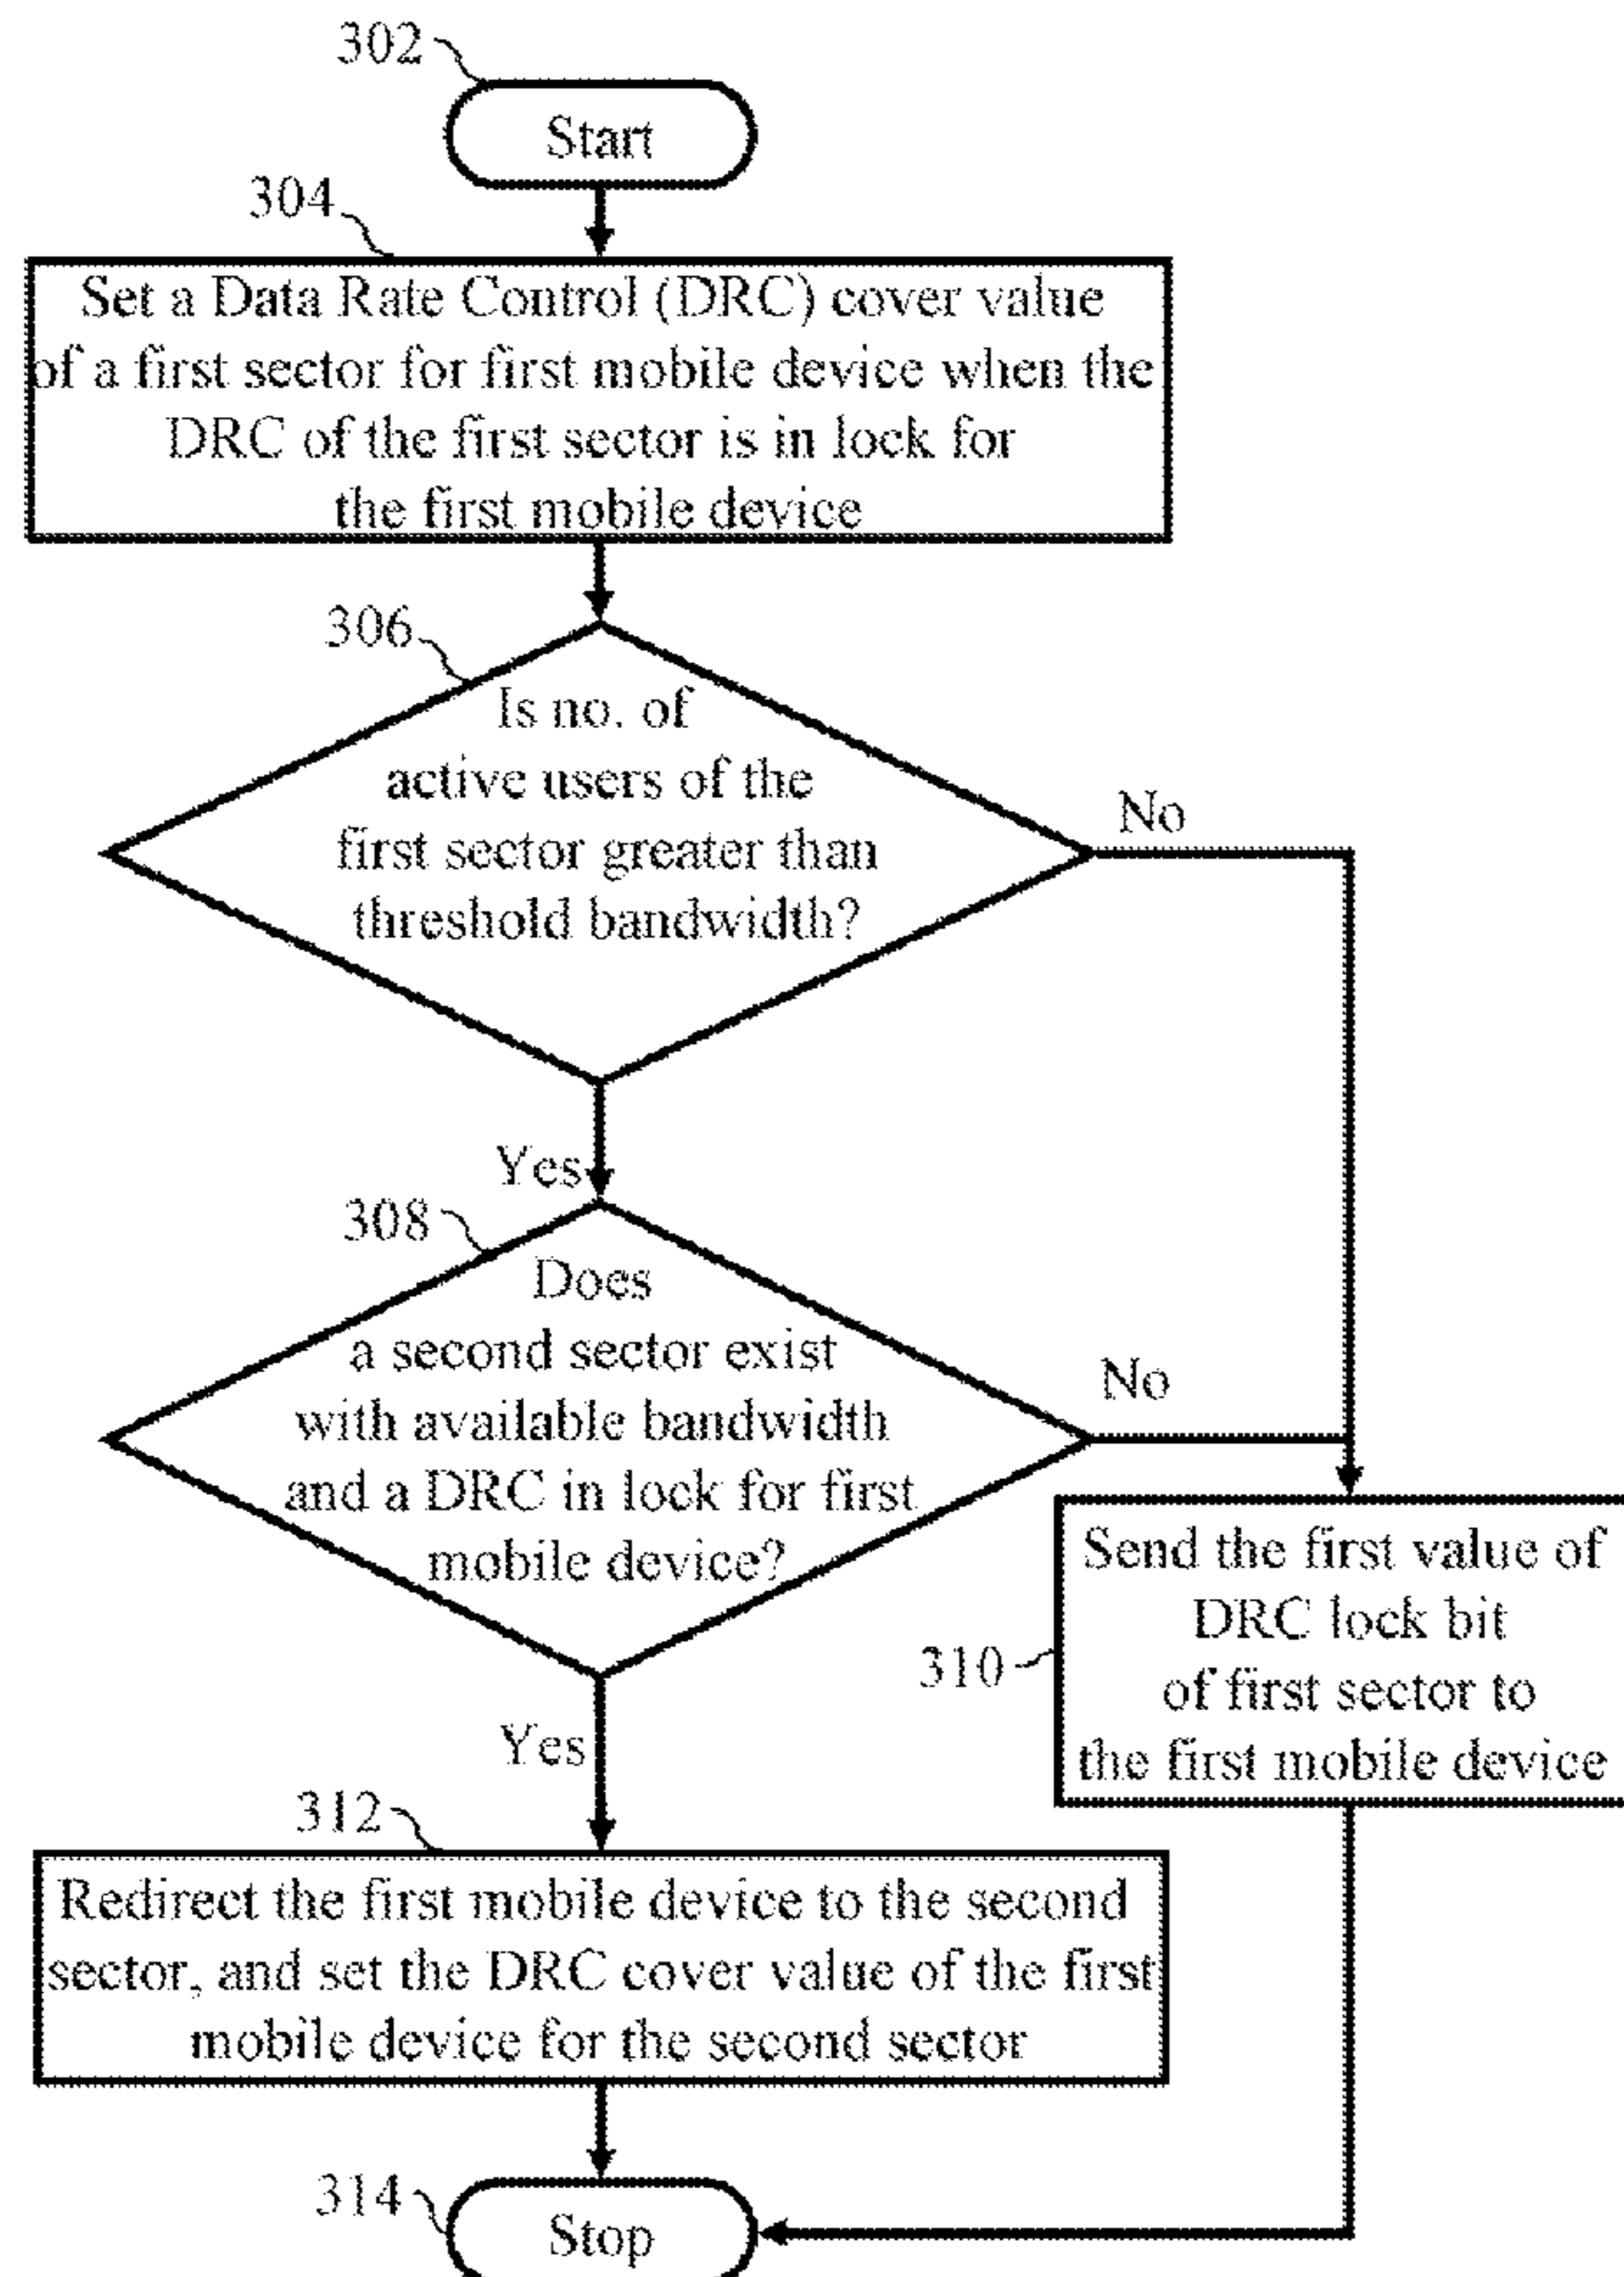 302
Start
304
Set a Data Rate Control (DRC) cover value
of a first sector for first mobile device when the
DRC of the first sector is in lock for
the first mobile device
306
Is no. of
active users of the
first sector greater than
threshold bandwidth?
No
Yes
308
Does
a second sector exist
with available bandwidth
and a DRC in lock for first
mobile device?
No
Send the first value of
DRC lock bit
of first sector to
the first mobile device
310
Yes
312
Redirect the first mobile device to the second
sector, and set the DRC cover value of the first
mobile device for the second sector
314
Stop